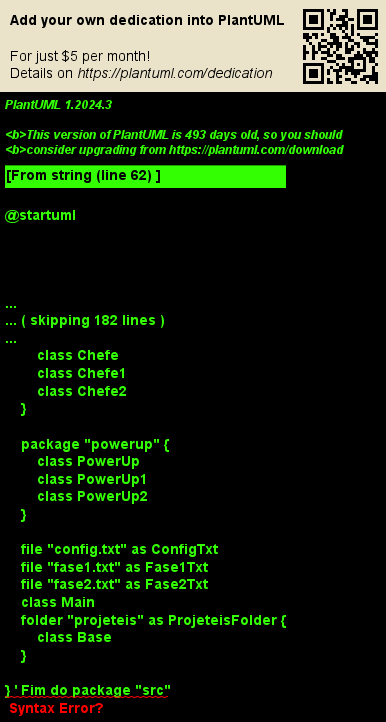 Add your own dedication into PlantUML
For just $5 per month!
Details on https://plantuml.com/dedication
PlantUML 1.2024.3
<b>This version of PlantUML is 493 days old, so you should
<b>consider upgrading from https://plantuml.com/download
[From string (line 62) ]
@startuml
...
... ( skipping 182 lines )
...
class Chefe
class Chefe1
class Chefe2
}
package "powerup" {
class PowerUp
class PowerUp1
class PowerUp2
}
file "config.txt" as ConfigTxt
file "fase1.txt" as Fase1Txt
file "fase2.txt" as Fase2Txt
class Main
folder "projeteis" as ProjeteisFolder {
class Base
}
} ' Fim do package "src"
Syntax Error?